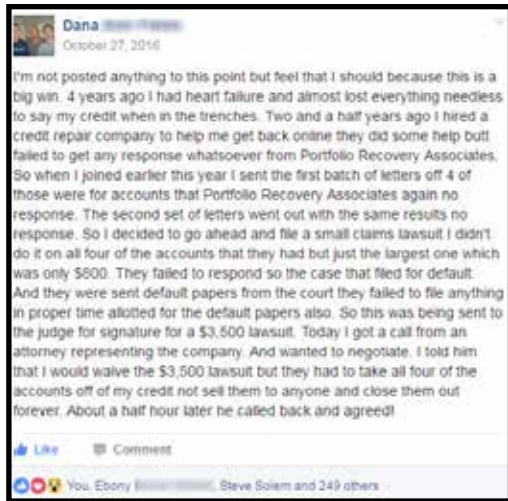 Dana
October 27, 2016
I'm not posted anything to this point but feel that I should because this is a
big win. 4 years ago I had heart failure and almost lost everything needless
to say my credit when in the trenches. Two and a half years ago I hired a
credit repair company to help me get back online they did some help butt
failed to get any response whatsoever from Portfolio Recovery Associates.
So when I joined earlier this year I sent the first batch of letters off 4 of
those were for accounts that Portfolio Recovery Associates again no
response. The second set of letters went out with the same results no
response. So I decided to go ahead and file a small claims lawsuit I didn't
do it on all four of the accounts that they had but just the largest one which
was only $800. They failed to respond so the case that filed for default.
And they were sent default papers from the court they failed to file anything
in proper time allotted for the default papers also. So this was being sent to
the judge for signature for a $3,500 lawsuit. Today I got a call from an
attorney representing the company. And wanted to negotiate. I told him
that I would waive the $3,500 lawsuit but they had to take all four of the
accounts off of my credit not sell them to anyone and close them out
forever. About a half hour later he called back and agreed!
Like Comment
You, Ebony , Steve Solem and 249 others